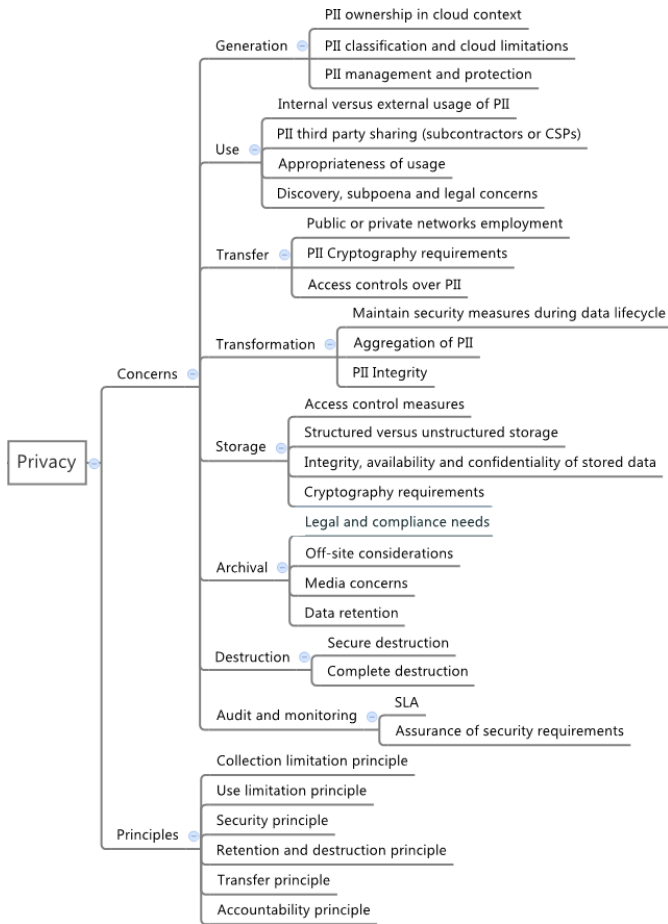 PII ownership in cloud context
Generation
PII classification and cloud limitations
PII management and protection
Internal versus external usage of PII
PII third party sharing (subcontractors or CSPs)
Use
Appropriateness of usage
Discovery, subpoena and legal concerns
Public or private networks employment
Transfer
PII Cryptography requirements
Access controls over PII
Maintain security measures during data lifecycle
Transformation
Aggregation of PII
PII Integrity
Concerns
Access control measures
Structured versus unstructured storage
Storage
Privacy
Integrity, availability and confidentiality of stored data
Cryptography requirements
Legal and compliance needs
Off-site considerations
Archival
Media concerns
Data retention
Secure destruction
Destruction
Complete destruction
SLA
Audit and monitoring
Assurance of security requirements
Collection limitation principle
Use limitation principle
Security principle
Principles
Retention and destruction principle
Transfer principle
Accountability principle